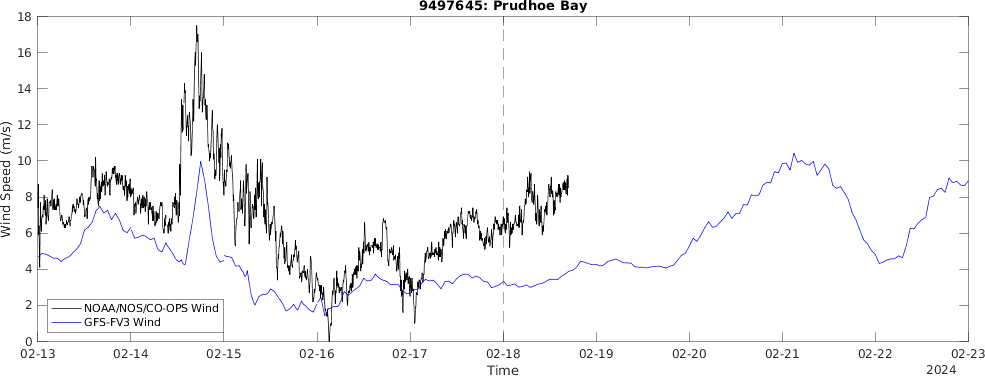 9497645: Prudhoe Bay
Wind Speed (m/s)
18
16
14
12
10
8
6
4
2
0
NOAA/NOS/CO-OPS Wind
GFS-FV3 Wind
02-13 02-14 02-15 02-16 02-17 02-18 02-19 02-20 02-21 02-22 02-23
Time
2024